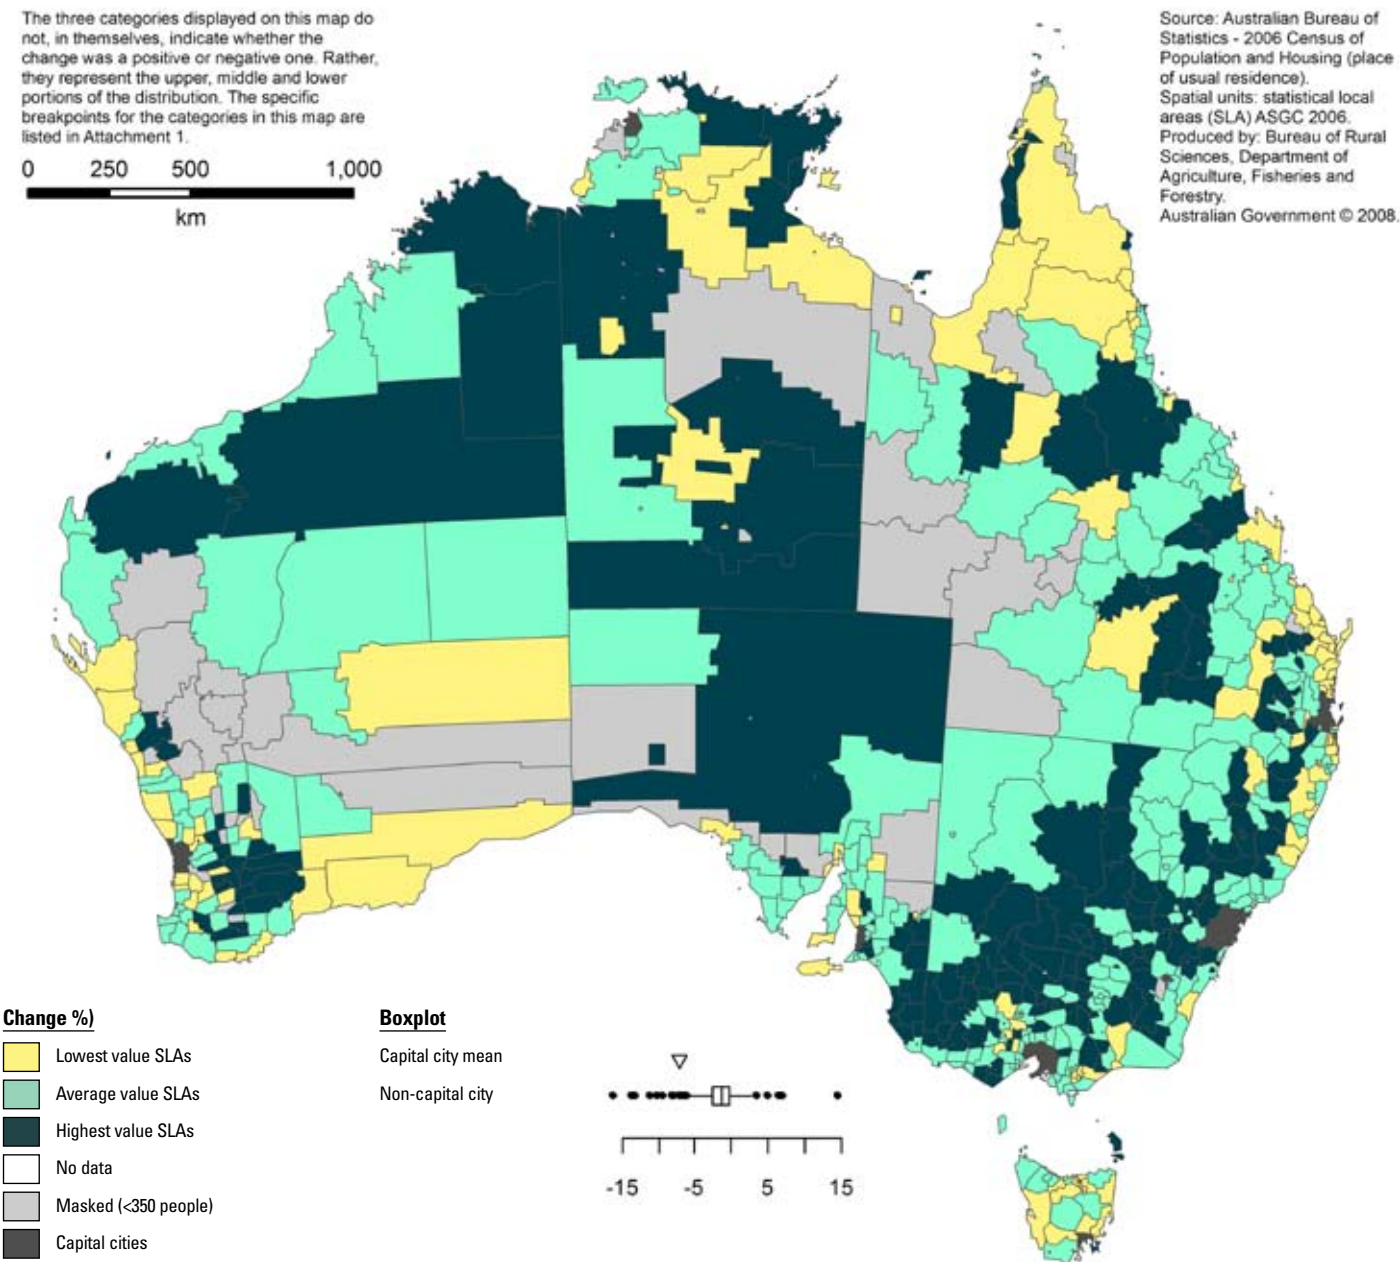 The three categories displayed on this map do
not, in themselves, indicate whether the
change was a positive or negative one. Rather,
they represent the upper, middle and lower
portions of the distribution. The specific
breakpoints for the categories in this map are
listed in Attachment 1.
0 250 500 1,000
km
Source: Australian Bureau of
Statistics - 2006 Census of
Population and Housing (place
of usual residence).
Spatial units: statistical local
areas (SLA) ASGC 2006.
Produced by: Bureau of Rural
Sciences, Department of
Agriculture, Fisheries and
Forestry.
Australian Government © 2008.
Change %)
Lowest value SLAs
Average value SLAs
Highest value SLAs
No data
Masked (<350 people)
Capital cities
Boxplot
Capital city mean
Non-capital city
-15 -5 5 15